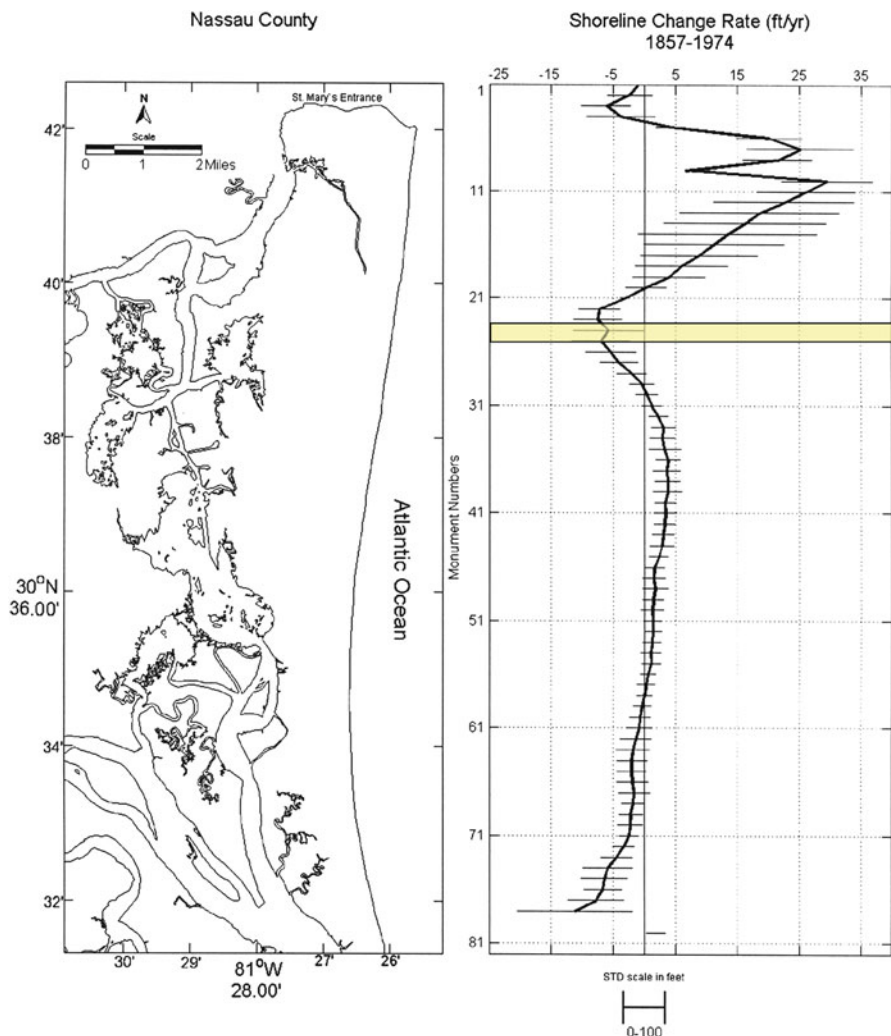 Nassau County
St. Mary's Entrance
N
Scale
0 1 2 Miles
42'
40'
38'
30°N
36.00'
34'
32'
30' 29' 81°W 27' 26'
28.00'
Atlantic Ocean
Shoreline Change Rate (ft/yr)
1857-1974
-25 -15 -5 5 15 25 35
Monument Numbers
1
11
21
31
41
51
61
71
81
STD scale in feet
0-100